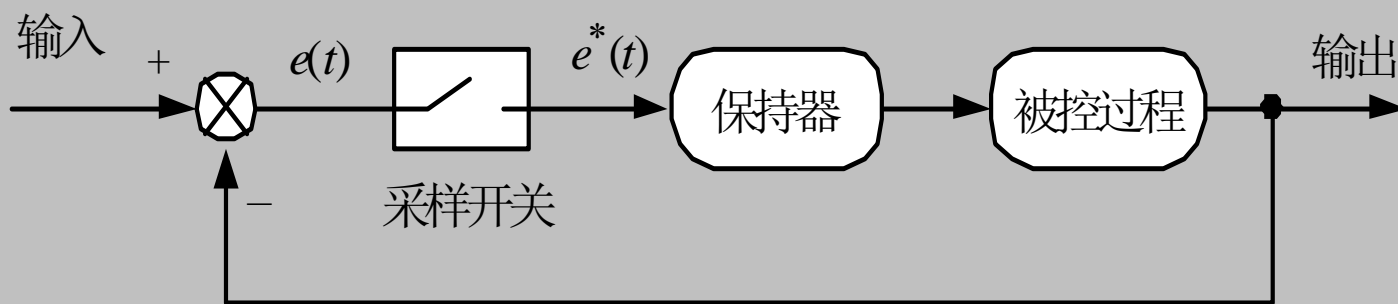 输入
+
e(t)
e*(t)
保持器
被控过程
输出
−
采样开关